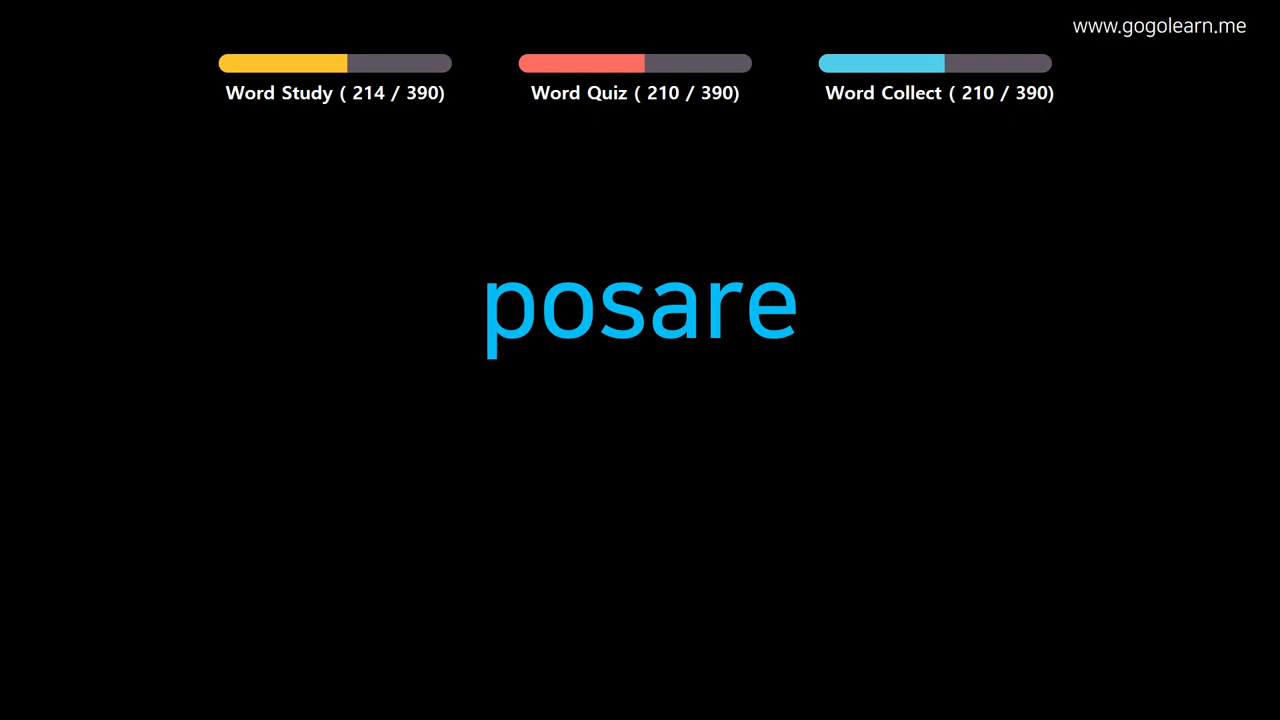 www.gogolearn.me
Word Study ( 214 / 390)
Word Quiz ( 210 / 390)
Word Collect ( 210 / 390)
posare